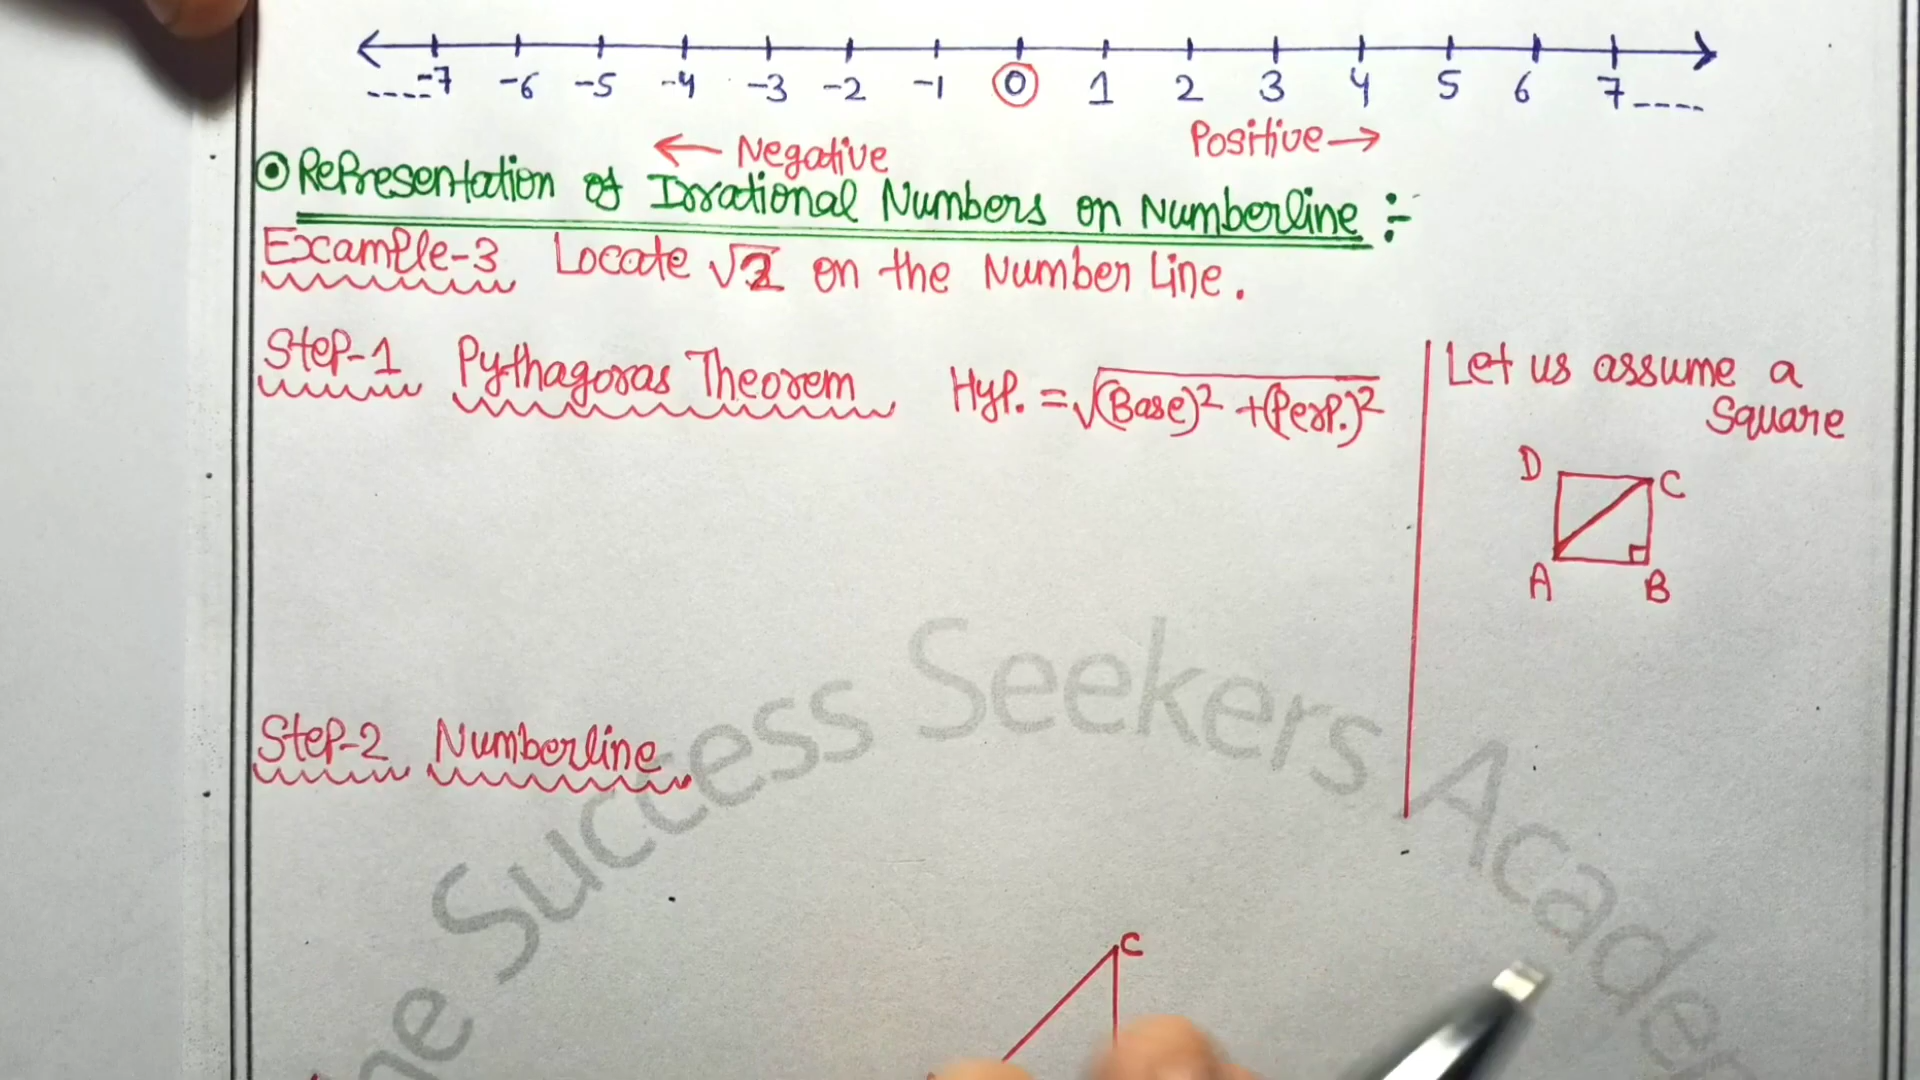 -----7 -6 -5 -4 -3 -2 -1 0 1 2 3 4 5 6 7----
← Negative Positive →
Representation of Irrational Numbers on Numberline :-
Example-3 Locate √2 on the Number Line.
Step-1 Pythagoras Theorem Hyp. = √(Base)² + (Perp.)²
Let us assume a
Square
D C
A B
Step-2 Numberline
C
he Success Seekers Academ